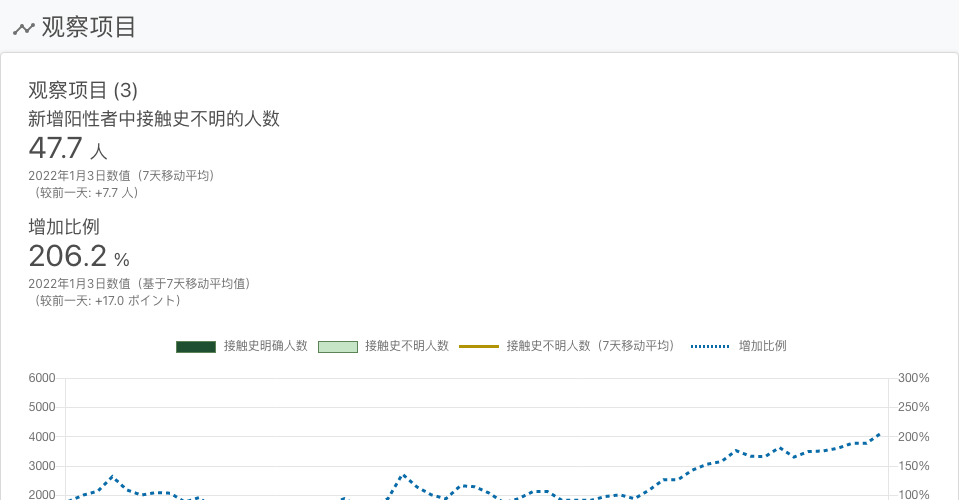 观察项目
观察项目 (3)
新增阳性者中接触史不明的人数
47.7 人
2022年1月3日数值（7天移动平均）
（较前一天: +7.7 人）
增加比例
206.2 %
2022年1月3日数值（基于7天移动平均值）
（较前一天: +17.0 ポイント）
接触史明确人数 接触史不明人数 接触史不明人数（7天移动平均） 增加比例
6000 300%
5000 250%
4000 200%
3000 150%
2000 100%